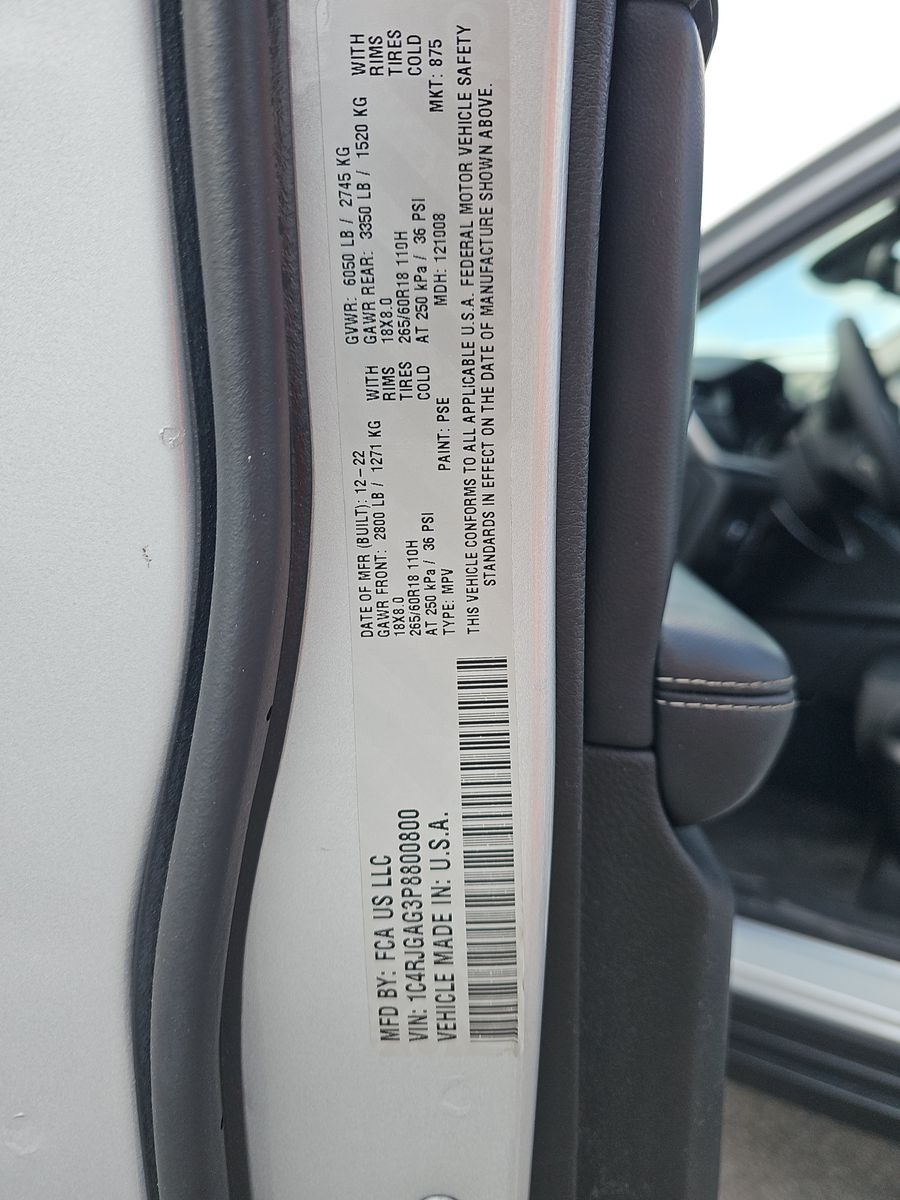 MFD BY: FCA US LLC
VIN: 1C4RJGAG3P8800800
VEHICLE MADE IN: U.S.A.
DATE OF MFR (BUILT): 12-22
GAWR FRONT: 2800 LB / 1271 KG
18X8.0
265/60R18 110H
AT 250 kPa / 36 PSI
TYPE: MPV
WITH
RIMS
TIRES
COLD
PAINT: PSE
GVWR: 6050 LB / 2745 KG
GAWR REAR: 3350 LB / 1520 KG
18X8.0
265/60R18 110H
AT 250 kPa / 36 PSI
MDH: 121008
WITH
RIMS
TIRES
COLD
MKT: 875
THIS VEHICLE CONFORMS TO ALL APPLICABLE U.S.A. FEDERAL MOTOR VEHICLE SAFETY
STANDARDS IN EFFECT ON THE DATE OF MANUFACTURE SHOWN ABOVE.